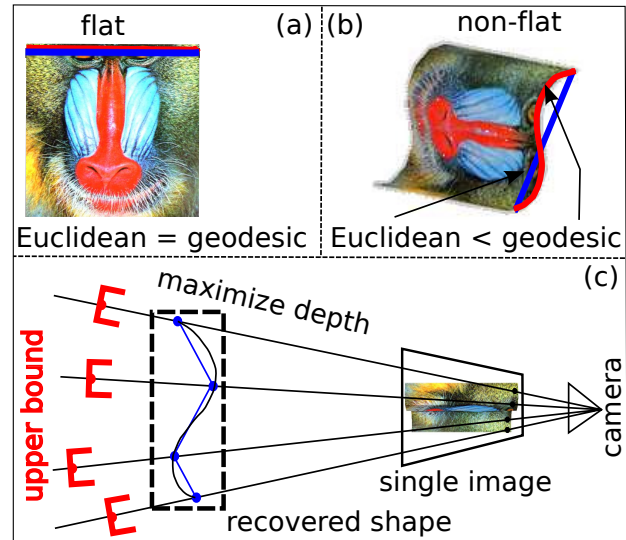 flat
(a)
Euclidean = geodesic
(b)
non-flat
Euclidean < geodesic
(c)
maximize depth
upper bound
recovered shape
single image
camera